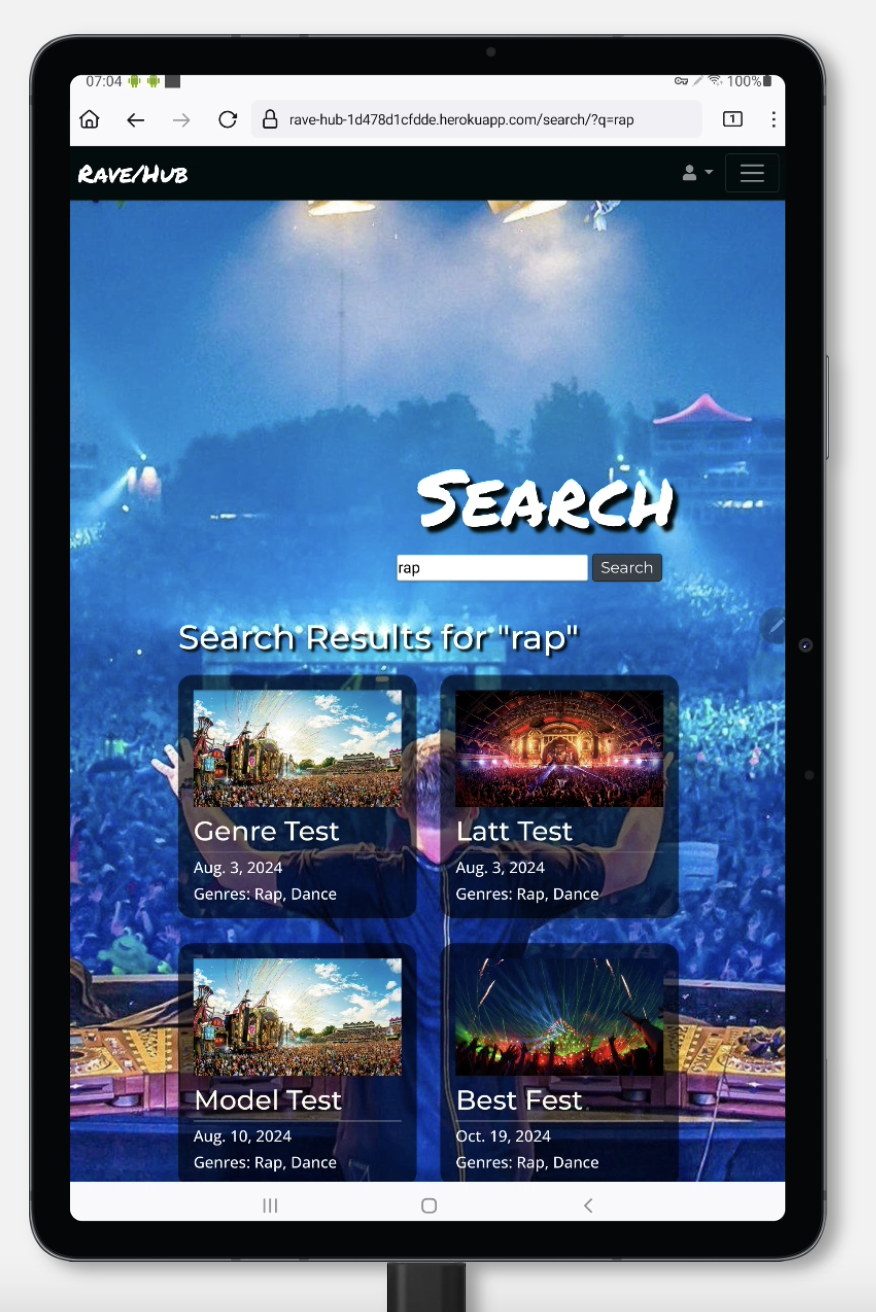 07:04 100%
rave-hub-1d478d1cfdde.herokuapp.com/search/?q=rap 1
Rave/Hub
Search
rap Search
Search Results for "rap"
Genre Test
Aug. 3, 2024
Genres: Rap, Dance
Latt Test
Aug. 3, 2024
Genres: Rap, Dance
Model Test
Aug. 10, 2024
Genres: Rap, Dance
Best Fest
Oct. 19, 2024
Genres: Rap, Dance